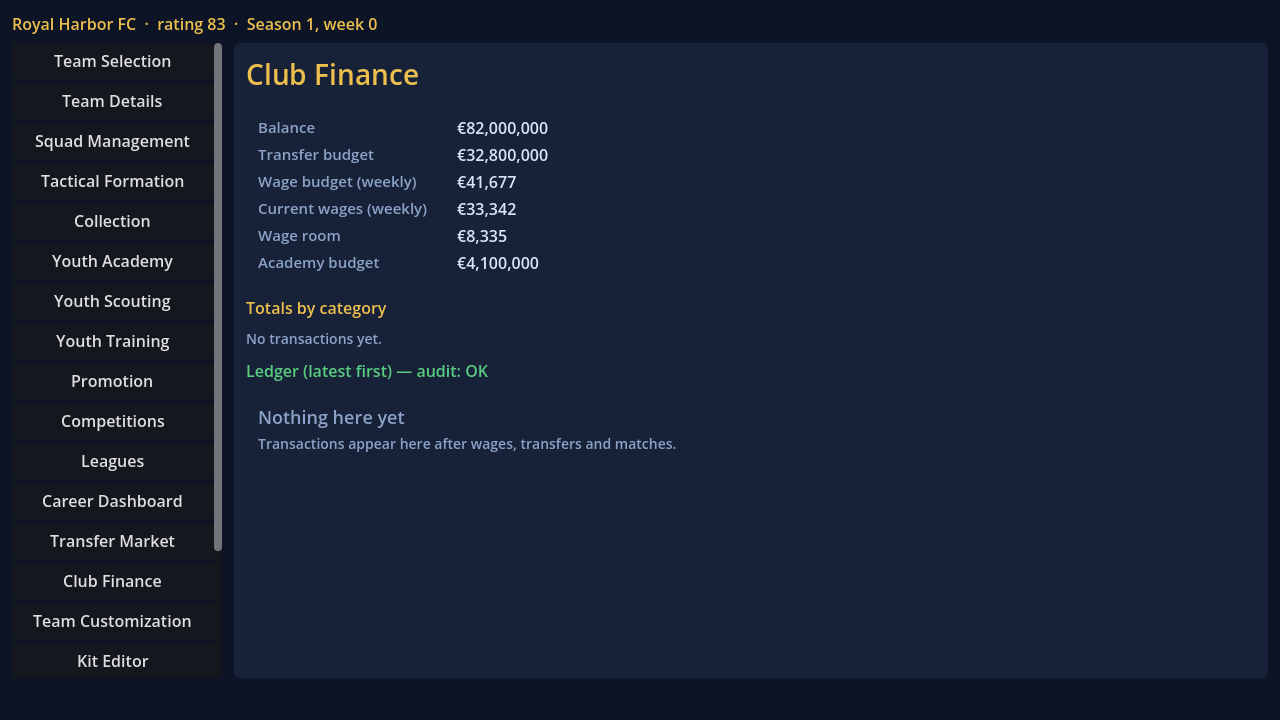 Royal Harbor FC · rating 83 · Season 1, week 0
Team Selection
Team Details
Squad Management
Tactical Formation
Collection
Youth Academy
Youth Scouting
Youth Training
Promotion
Competitions
Leagues
Career Dashboard
Transfer Market
Club Finance
Team Customization
Kit Editor
Club Finance
Balance €82,000,000
Transfer budget €32,800,000
Wage budget (weekly) €41,677
Current wages (weekly) €33,342
Wage room €8,335
Academy budget €4,100,000
Totals by category
No transactions yet.
Ledger (latest first) — audit: OK
Nothing here yet
Transactions appear here after wages, transfers and matches.